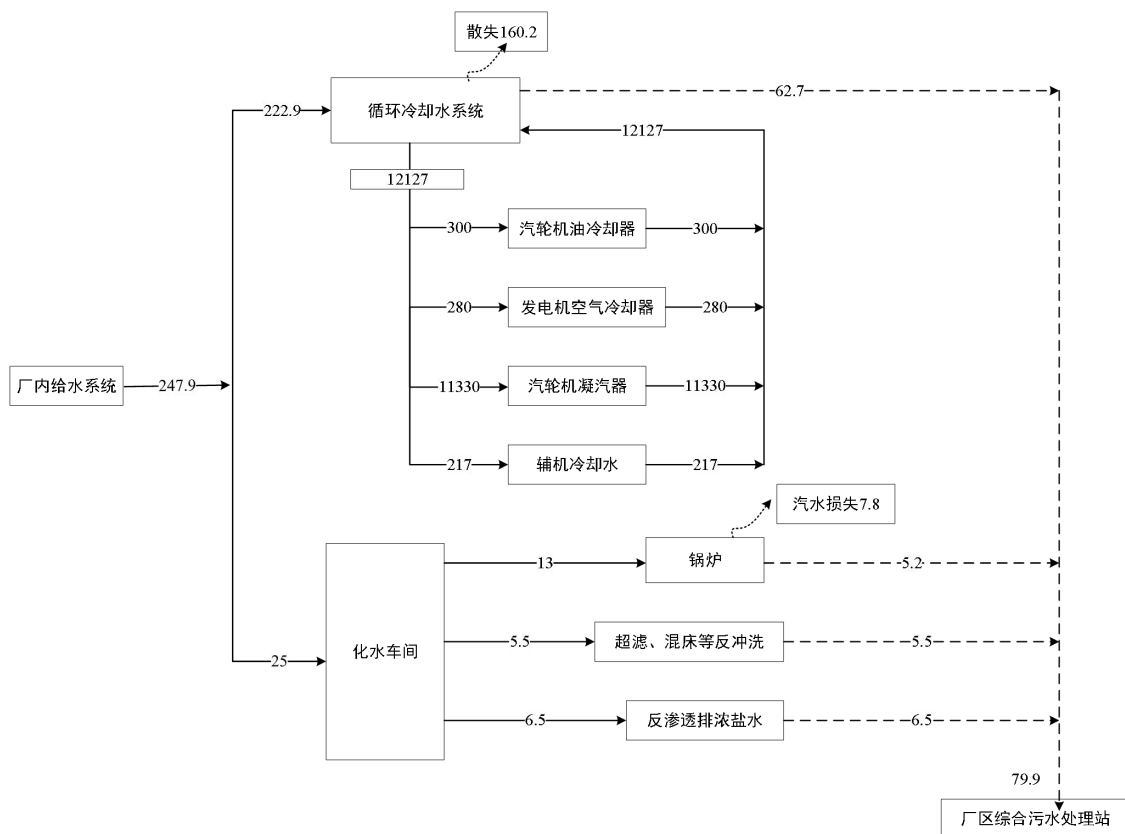 散失160.2
循环冷却水系统
222.9
62.7
12127
12127
300
汽轮机油冷却器
300
280
发电机空气冷却器
280
厂内给水系统
247.9
11330
汽轮机凝汽器
11330
217
辅机冷却水
217
汽水损失7.8
13
锅炉
5.2
化水车间
25
5.5
超滤、混床等反冲洗
5.5
6.5
反渗透排浓盐水
6.5
79.9
厂区综合污水处理站